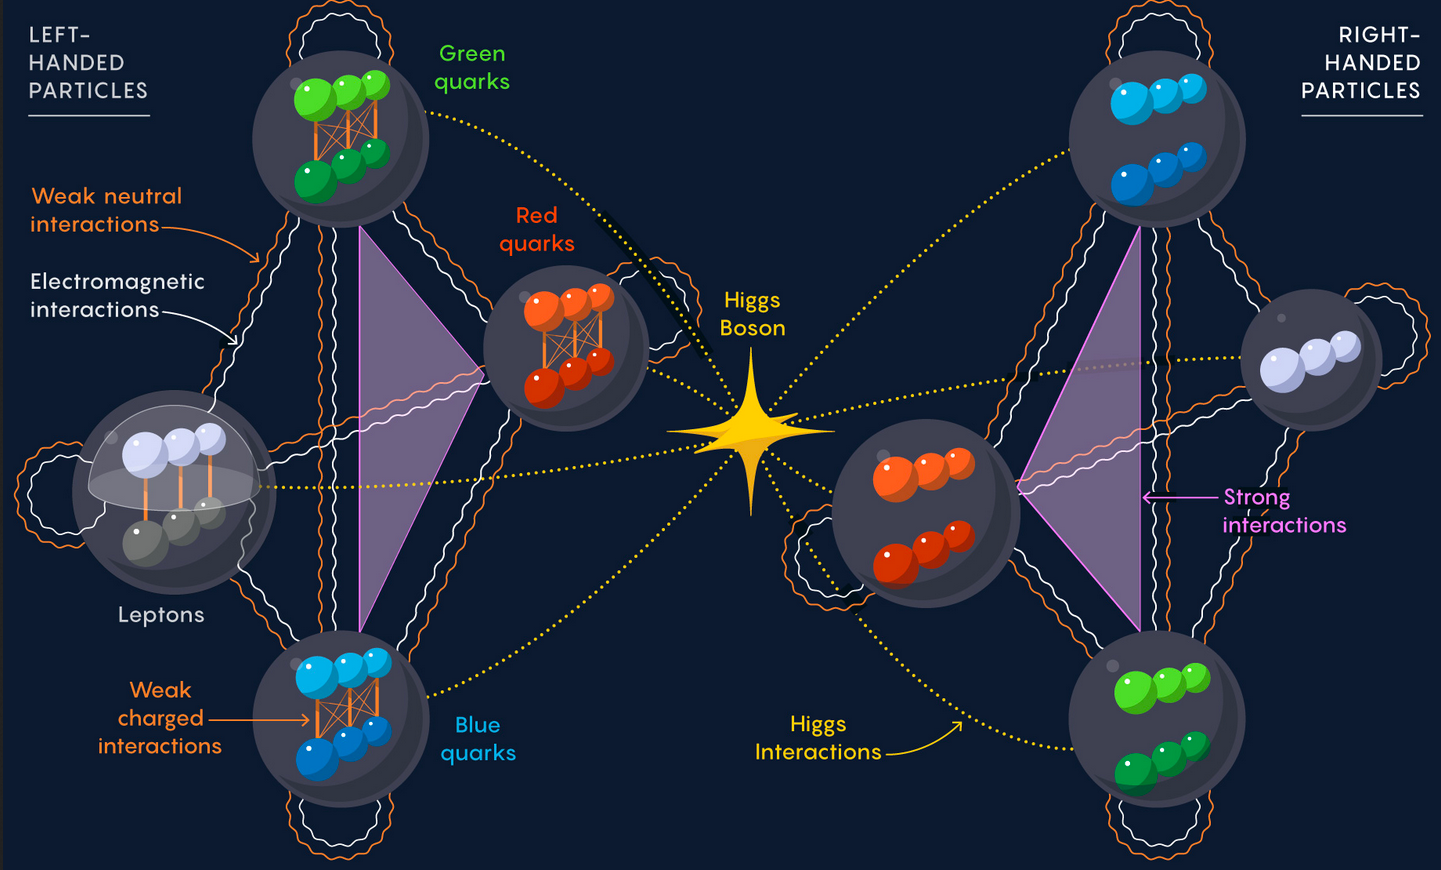 LEFT-
HANDED
PARTICLES
Green
quarks
RIGHT-
HANDED
PARTICLES
Weak neutral
interactions
Red
quarks
Electromagnetic
interactions
Higgs
Boson
Strong
interactions
Leptons
Weak
charged
interactions
Blue
quarks
Higgs
Interactions